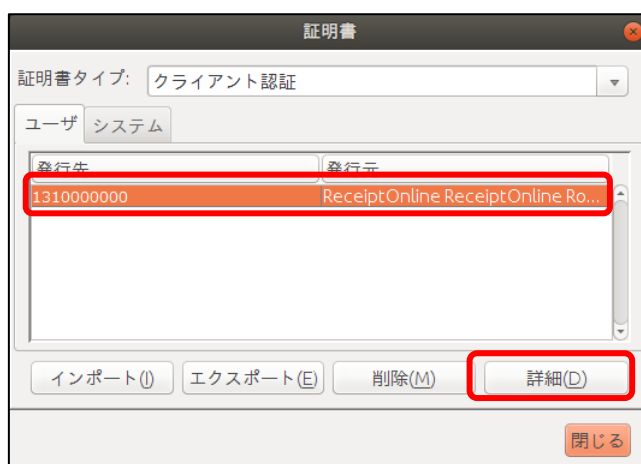 証明書
証明書タイプ: クライアント認証
ユーザ システム
発行先 発行元
1310000000 ReceiptOnline ReceiptOnline Ro...
インポート(I) エクスポート(E) 削除(M) 詳細(D)
閉じる